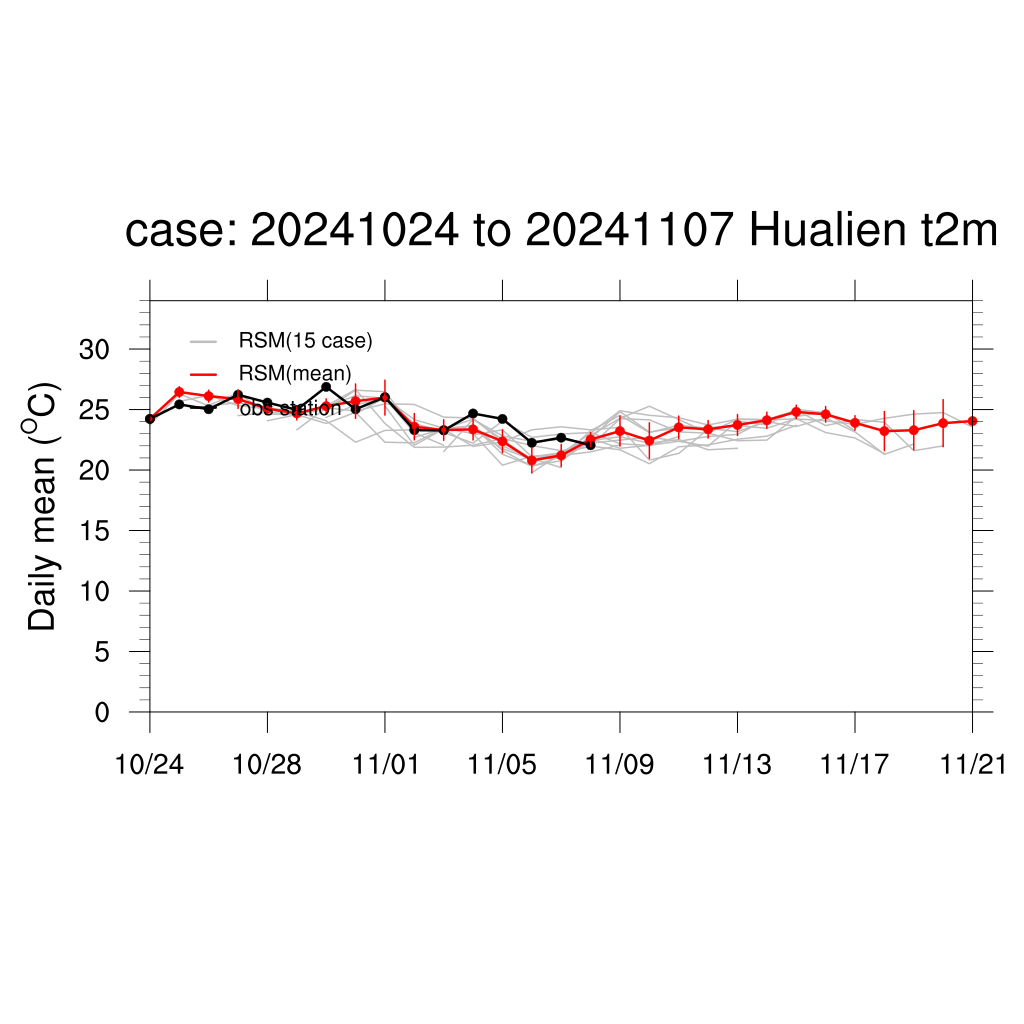 case: 20241024 to 20241107 Hualien t2m
RSM(15 case)
RSM(mean)
obs station
Daily mean (°C)
30
25
20
15
10
5
0
10/24 10/28 11/01 11/05 11/09 11/13 11/17 11/21